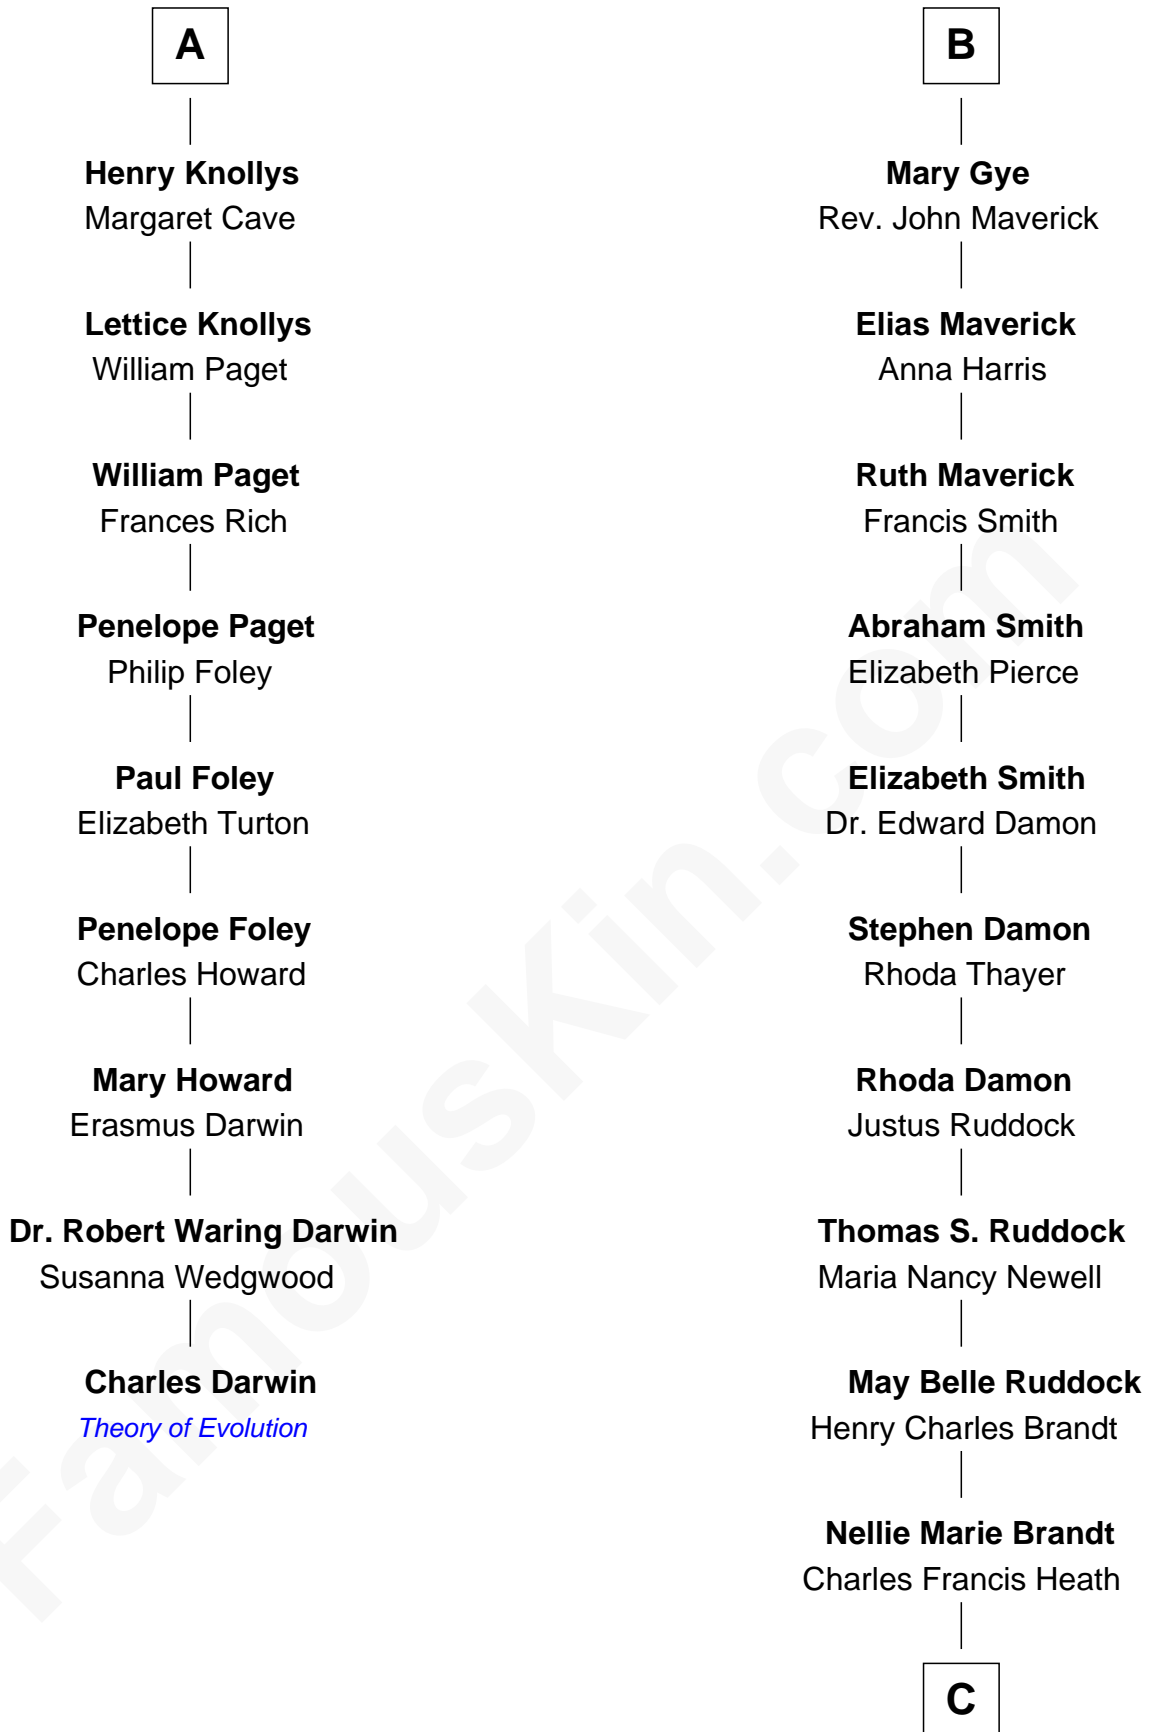 A
Henry Knollys
Margaret Cave
Lettice Knollys
William Paget
William Paget
Frances Rich
Penelope Paget
Philip Foley
Paul Foley
Elizabeth Turton
Penelope Foley
Charles Howard
Mary Howard
Erasmus Darwin
Dr. Robert Waring Darwin
Susanna Wedgwood
Charles Darwin
Theory of Evolution
B
Mary Gye
Rev. John Maverick
Elias Maverick
Anna Harris
Ruth Maverick
Francis Smith
Abraham Smith
Elizabeth Pierce
Elizabeth Smith
Dr. Edward Damon
Stephen Damon
Rhoda Thayer
Rhoda Damon
Justus Ruddock
Thomas S. Ruddock
Maria Nancy Newell
May Belle Ruddock
Henry Charles Brandt
Nellie Marie Brandt
Charles Francis Heath
C
FamousKin.com